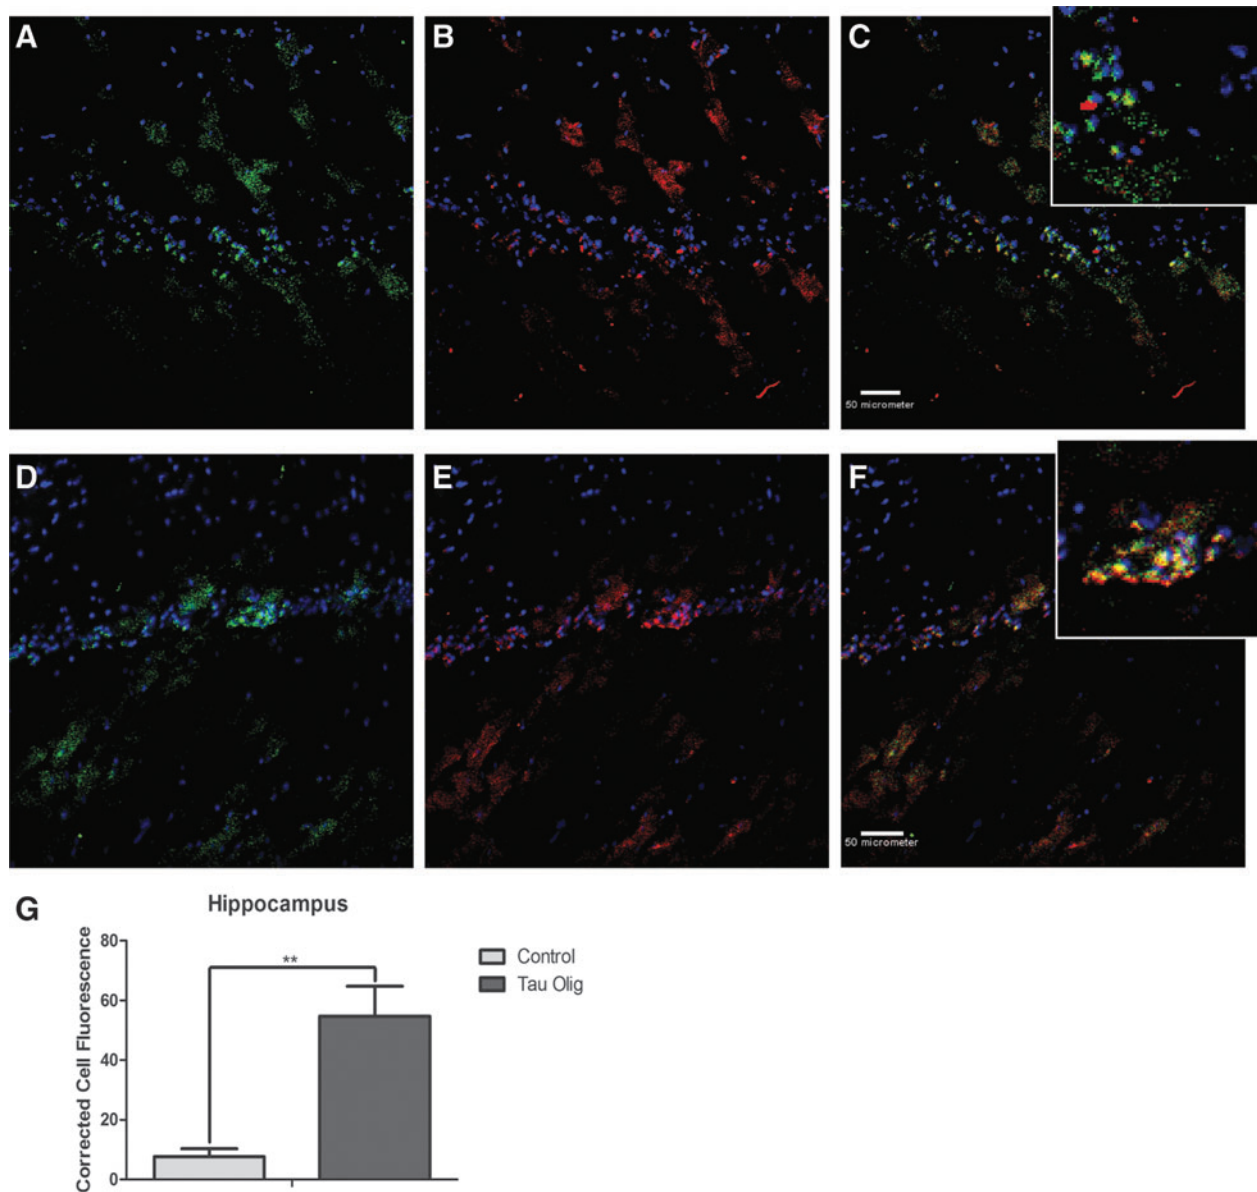 A
B
C
50 micrometer
D
E
F
50 micrometer
G
Hippocampus
Corrected Cell Fluorescence
80
60
40
20
0
**
Control
Tau Olig